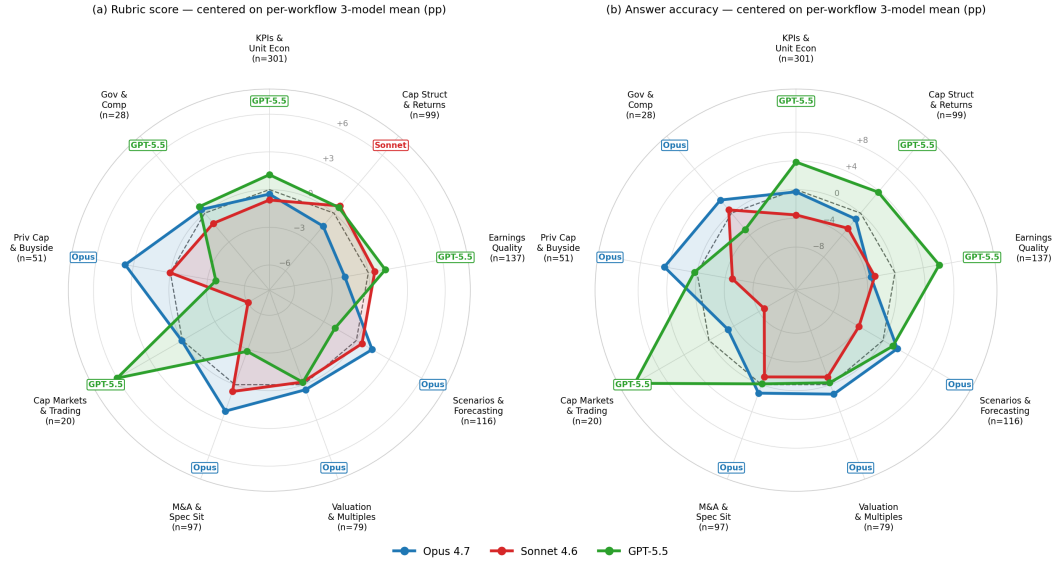 (a) Rubric score — centered on per-workflow 3-model mean (pp)
KPIs &
Unit Econ
(n=301)
Gov &
Comp
(n=28)
Cap Struct
& Returns
(n=99)
GPT-5.5
+6
GPT-5.5
Sonnet
+3
0
Priv Cap
& Buyside
(n=51)
Earnings
Quality
(n=137)
−3
Opus
GPT-5.5
−6
GPT-5.5
Opus
Cap Markets
& Trading
(n=20)
Scenarios &
Forecasting
(n=116)
Opus
Opus
M&A &
Spec Sit
(n=97)
Valuation
& Multiples
(n=79)
(b) Answer accuracy — centered on per-workflow 3-model mean (pp)
KPIs &
Unit Econ
(n=301)
Gov &
Comp
(n=28)
Cap Struct
& Returns
(n=99)
GPT-5.5
+8
Opus
GPT-5.5
+4
0
Priv Cap
& Buyside
(n=51)
Earnings
Quality
(n=137)
−4
−8
Opus
GPT-5.5
GPT-5.5
Opus
Cap Markets
& Trading
(n=20)
Scenarios &
Forecasting
(n=116)
Opus
Opus
M&A &
Spec Sit
(n=97)
Valuation
& Multiples
(n=79)
Opus 4.7
Sonnet 4.6
GPT-5.5